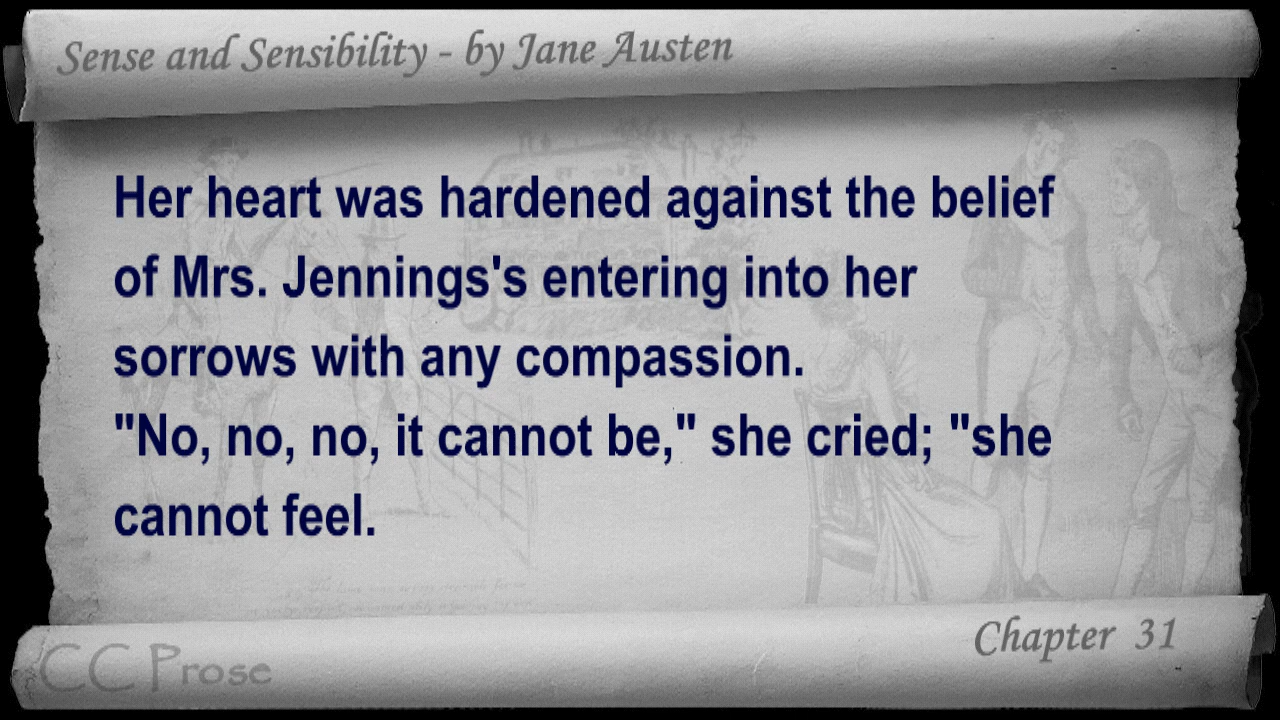 Sense and Sensibility - by Jane Austen
Her heart was hardened against the belief
of Mrs. Jennings's entering into her
sorrows with any compassion.
"No, no, no, it cannot be," she cried; "she
cannot feel.
Chapter 31
CC Prose